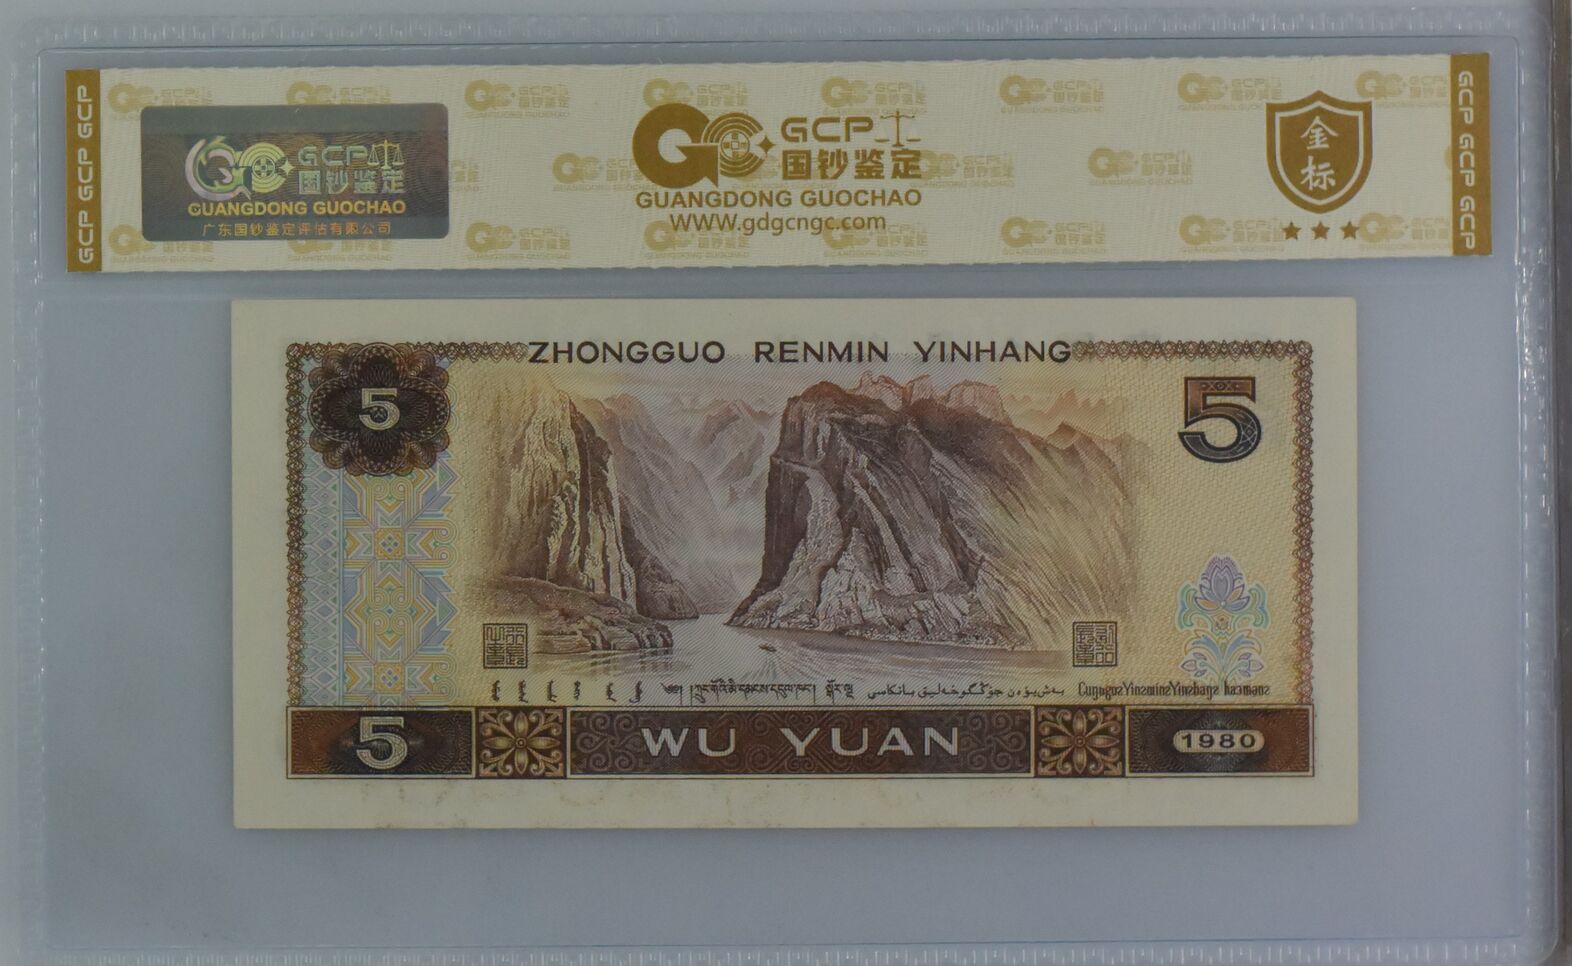 GCP GCP GCP
GCP 国钞鉴定
GUANGDONG GUOCHAO
广东国钞鉴定评估有限公司
GCP 国钞鉴定
GUANGDONG GUOCHAO
WWW.gdgcngc.com
金标
GCP GCP GCP
ZHONGGUO RENMIN YINHANG
5
5
5
WU YUAN
1980